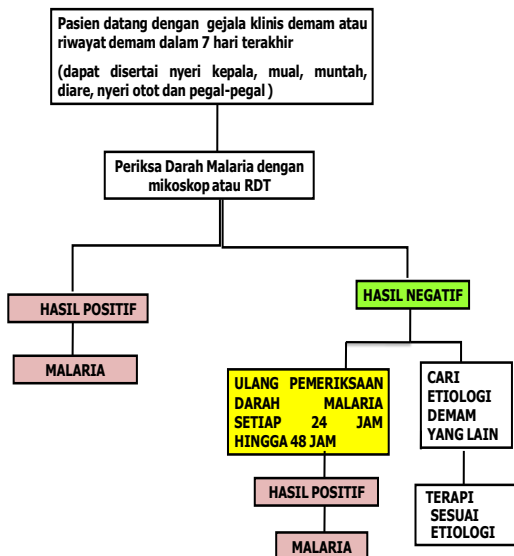 Pasien datang dengan gejala klinis demam atau
riwayat demam dalam 7 hari terakhir
(dapat disertai nyeri kepala, mual, muntah,
diare, nyeri otot dan pegal-pegal )
Periksa Darah Malaria dengan
mikoskop atau RDT
HASIL POSITIF
MALARIA
HASIL NEGATIF
ULANG PEMERIKSAAN
DARAH MALARIA
SETIAP 24 JAM
HINGGA 48 JAM
HASIL POSITIF
MALARIA
CARI
ETIOLOGI
DEMAM
YANG LAIN
TERAPI
SESUAI
ETIOLOGI